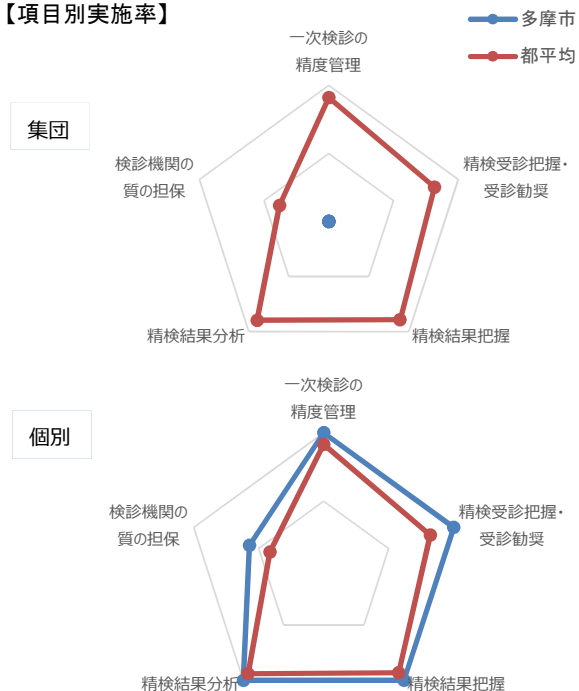 【項目別実施率】
多摩市
都平均
集団
一次検診の
精度管理
精検受診把握・
受診勧奨
精検結果把握
精検結果分析
検診機関の
質の担保
個別
一次検診の
精度管理
精検受診把握・
受診勧奨
精検結果把握
精検結果分析
検診機関の
質の担保